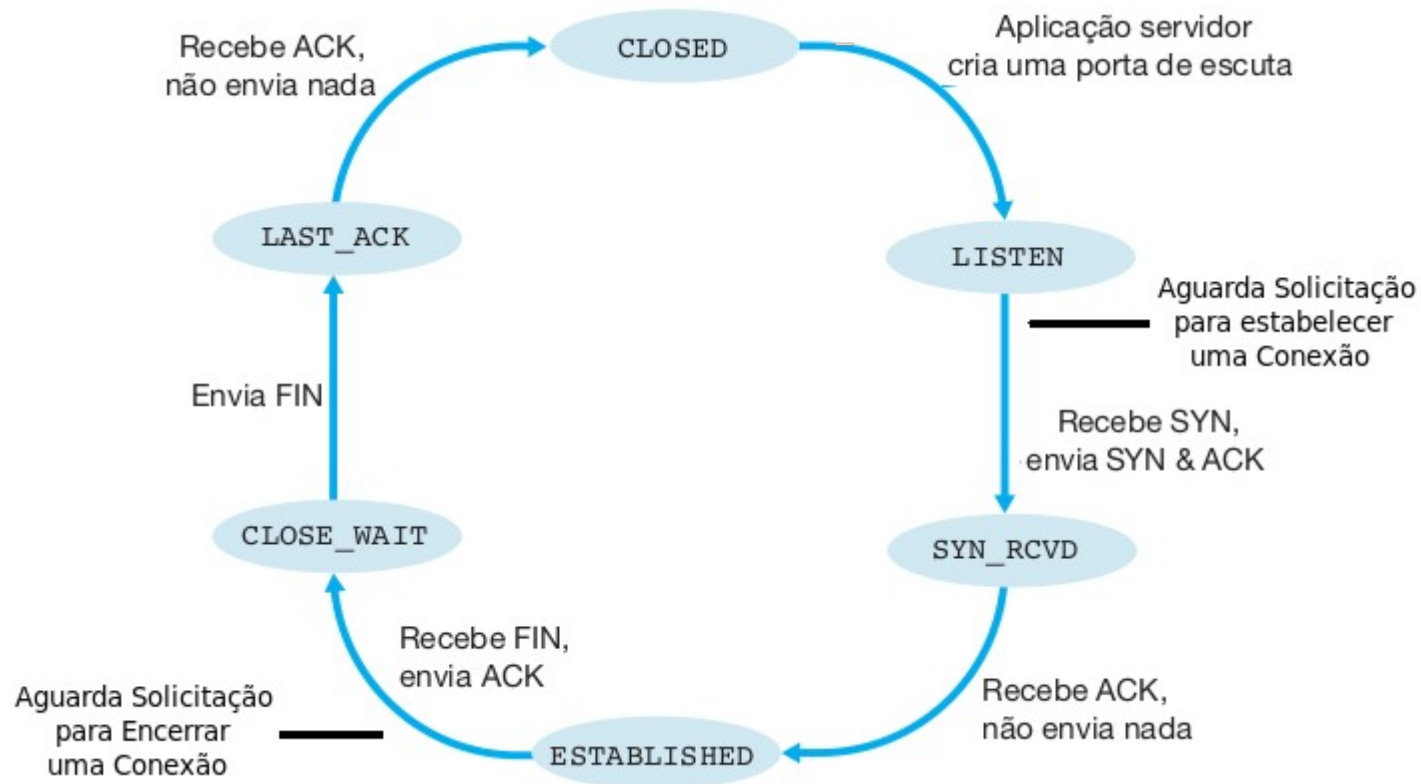 CLOSED
Aplicação servidor
cria uma porta de escuta
Recebe ACK,
não envia nada
LAST_ACK
LISTEN
Aguarda Solicitação
para estabelecer
uma Conexão
Envia FIN
Recebe SYN,
envia SYN & ACK
CLOSE_WAIT
SYN_RCVD
Recebe FIN,
envia ACK
Recebe ACK,
não envia nada
Aguarda Solicitação
para Encerrar
uma Conexão
ESTABLISHED